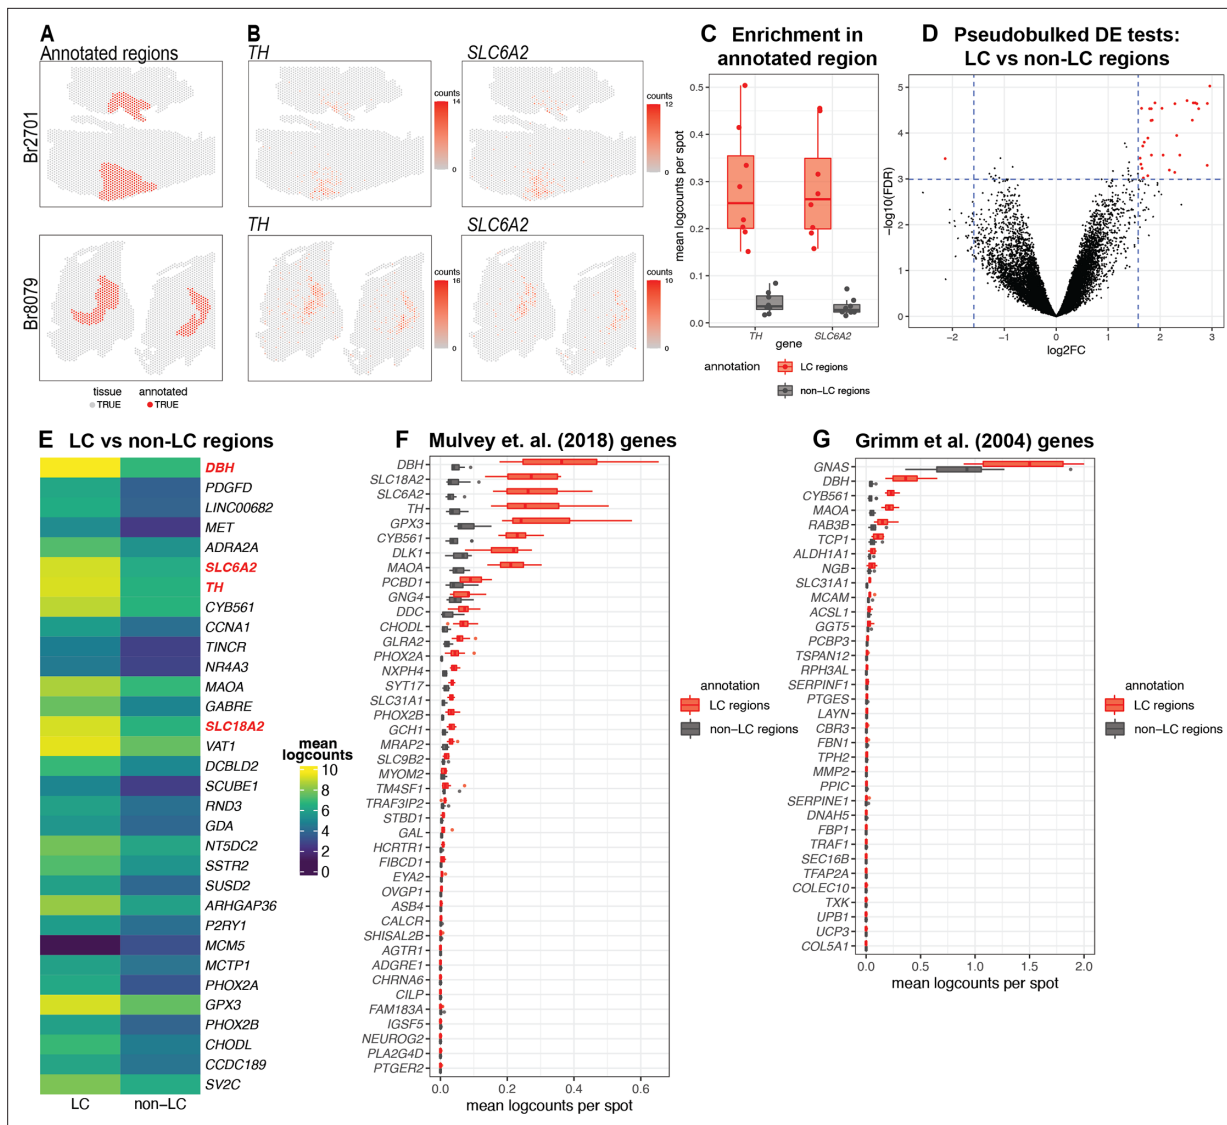 A
Annotated regions
Br2701
Br8079
tissue annotated
TRUE TRUE
B
TH SLC6A2
counts
14
0
counts
12
0
TH SLC6A2
counts
16
0
counts
10
0
C Enrichment in
annotated region
mean logcounts per spot
0.5
0.4
0.3
0.2
0.1
0.0
TH SLC6A2
gene
annotation
LC regions
non−LC regions
D Pseudobulked DE tests:
LC vs non-LC regions
−log10(FDR)
5
4
3
2
1
0
−2 −1 0 1 2 3
log2FC
E LC vs non-LC regions
DBH
PDGFD
LINC00682
MET
ADRA2A
SLC6A2
TH
CYB561
CCNA1
TINCR
NR4A3
MAOA
GABRE
SLC18A2
VAT1
DCBLD2
SCUBE1
RND3
GDA
NT5DC2
SSTR2
SUSD2
ARHGAP36
P2RY1
MCM5
MCTP1
PHOX2A
GPX3
PHOX2B
CHODL
CCDC189
SV2C
LC non−LC
mean
logcounts
10
8
6
4
2
0
F Mulvey et. al. (2018) genes
DBH
SLC18A2
SLC6A2
TH
GPX3
CYB561
DLK1
MAOA
PCBD1
GNG4
DDC
CHODL
GLRA2
PHOX2A
NXPH4
SYT17
SLC31A1
PHOX2B
GCH1
MRAP2
SLC9B2
MYOM2
TM4SF1
TRAF3IP2
STBD1
GAL
HCRTR1
FIBCD1
EYA2
OVGP1
ASB4
CALCR
SHISAL2B
AGTR1
ADGRE1
CHRNA6
CILP
FAM183A
IGSF5
NEUROG2
PLA2G4D
PTGER2
0.0 0.2 0.4 0.6
mean logcounts per spot
annotation
LC regions
non−LC regions
G Grimm et al. (2004) genes
GNAS
DBH
CYB561
MAOA
RAB3B
TCP1
ALDH1A1
NGB
SLC31A1
MCAM
ACSL1
GGT5
PCBP3
TSPAN12
RPH3AL
SERPINF1
PTGES
LAYN
CBR3
FBN1
TPH2
MMP2
PPIC
SERPINE1
DNAH5
FBP1
TRAF1
SEC16B
TFAP2A
COLEC10
TXK
UPB1
UCP3
COL5A1
0.0 0.5 1.0 1.5 2.0
mean logcounts per spot
annotation
LC regions
non−LC regions